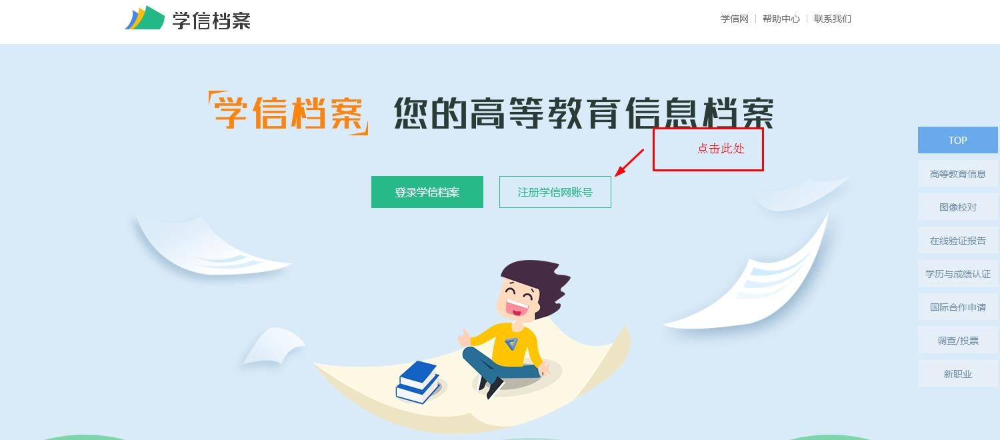 学信档案
学信网 | 帮助中心 | 联系我们
学信档案 您的高等教育信息档案
点击此处
登录学信档案 注册学信网账号
TOP
高等教育信息
图像校对
在线验证报告
学历与成绩认证
国际合作申请
调查/投票
新职业